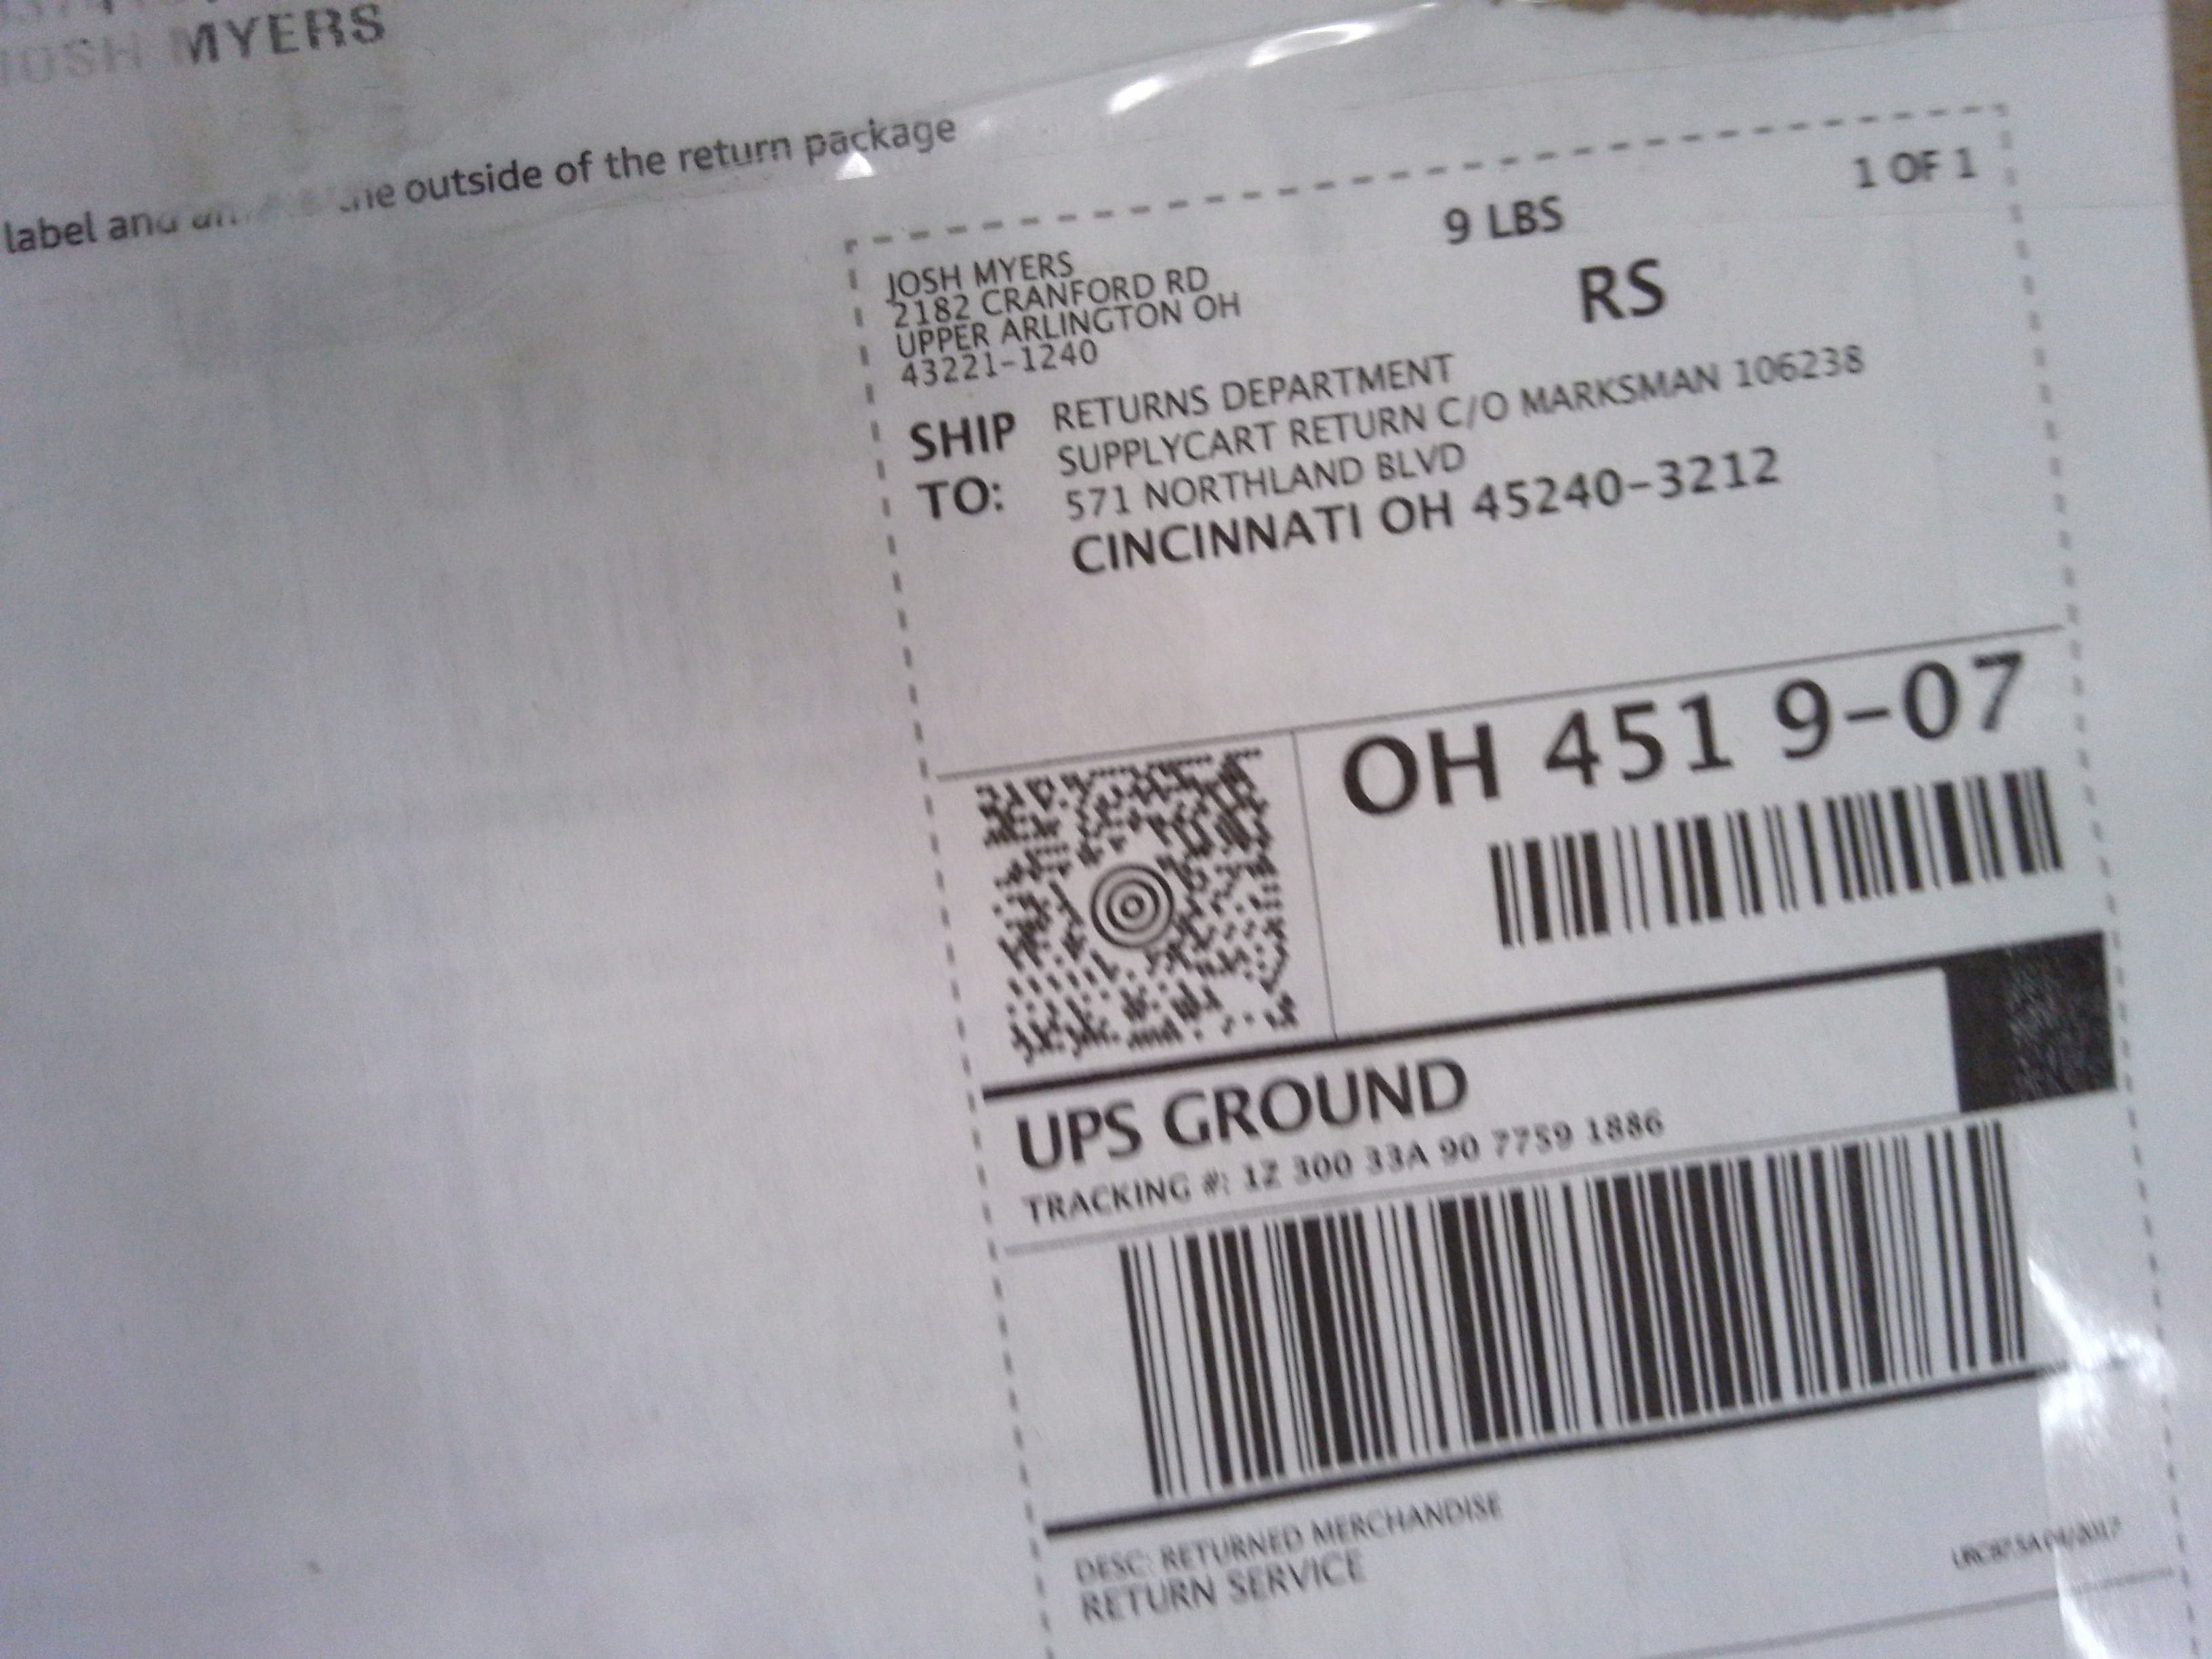 JOSH MYERS
label and the outside of the return package
9 LBS
1 OF 1
JOSH MYERS
2182 CRANFORD RD
UPPER ARLINGTON OH
43221-1240
RS
SHIP TO:
RETURNS DEPARTMENT
SUPPLYCART RETURN C/O MARKSMAN 106238
571 NORTHLAND BLVD
CINCINNATI OH 45240-3212
OH 451 9-07
UPS GROUND
TRACKING #: 1Z 300 33A 90 7759 1886
DESC: RETURNED MERCHANDISE
RETURN SERVICE